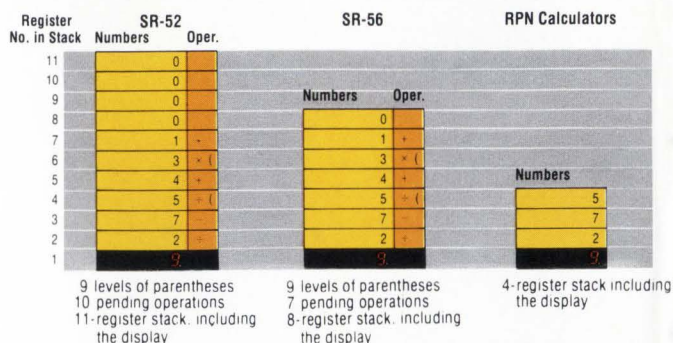 Register
No. in Stack
SR-52
Numbers Oper.
11 0
10 0
9 0
8 0
7 1 +
6 3 × (
5 4 +
4 5 ÷ (
3 7 −
2 2 ÷
1 9.
9 levels of parentheses
10 pending operations
11-register stack, including
the display
SR-56
Numbers Oper.
0
1 +
3 × (
4 +
5 ÷ (
7 −
2 ÷
9.
9 levels of parentheses
7 pending operations
8-register stack, including
the display
RPN Calculators
Numbers
5
7
2
9.
4-register stack including
the display